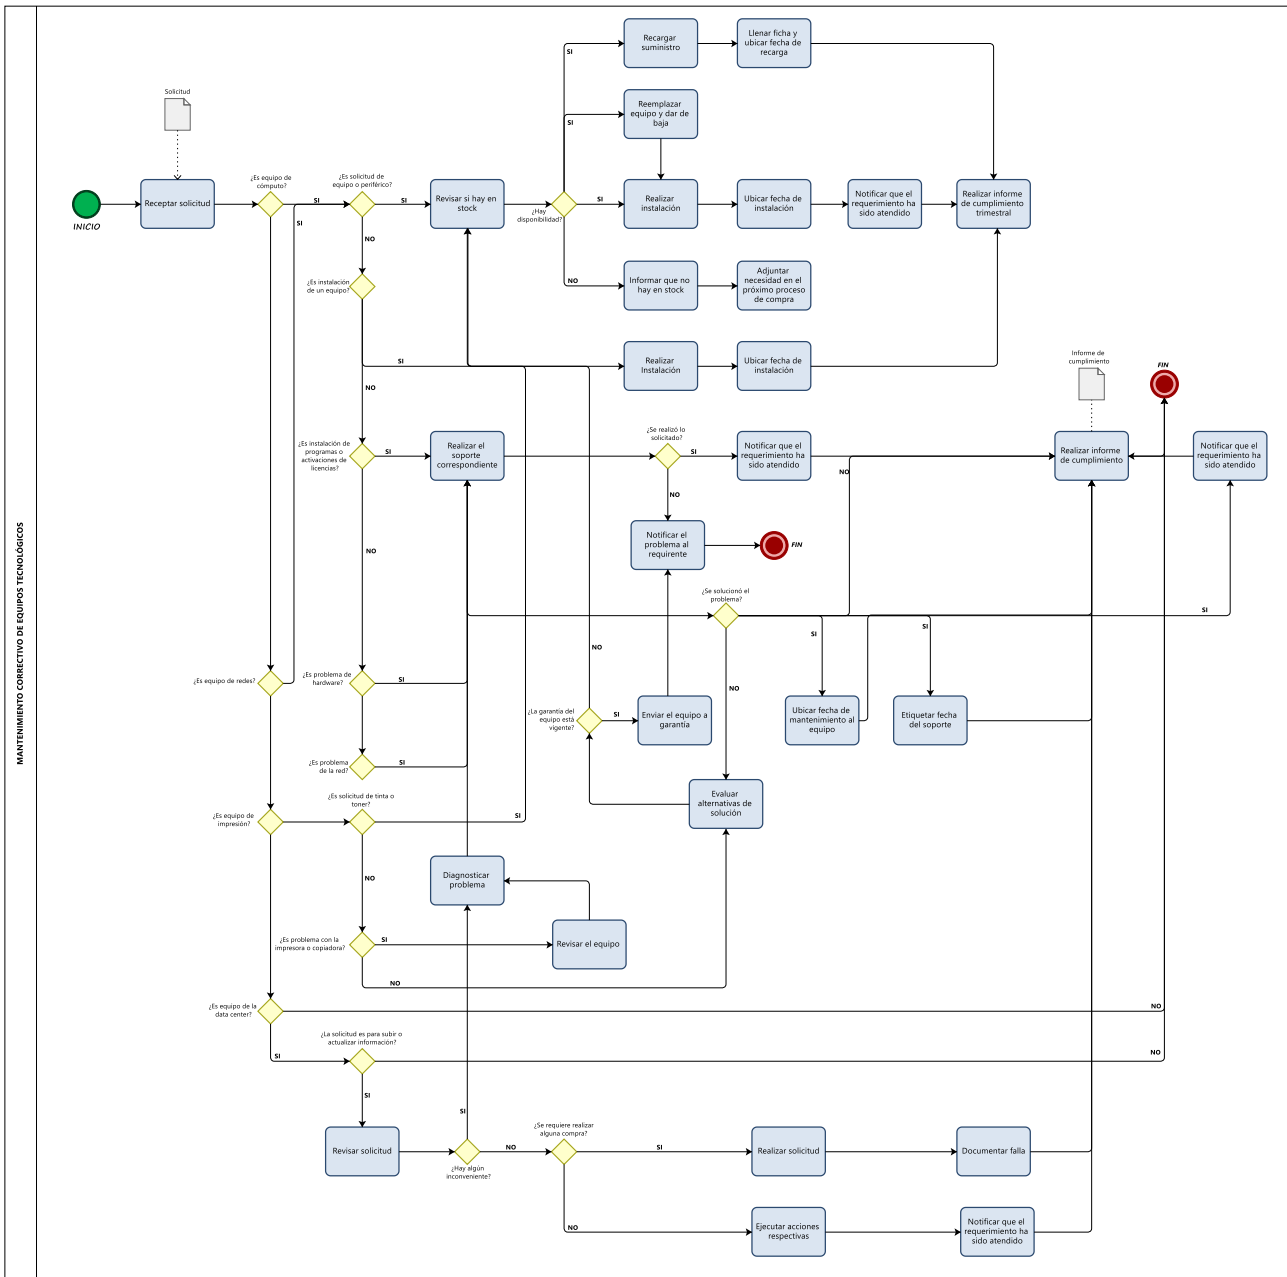 MANTENIMIENTO CORRECTIVO DE EQUIPOS TECNOLÓGICOS
Recargar
suministro
Llenar ficha y
ubicar fecha de
recarga
SI
Solicitud
Reemplazar
equipo y dar de
baja
SI
¿Es equipo de
cómputo?
¿Es solicitud de
equipo o periférico?
INICIO
Receptar solicitud
SI
SI
SI
Revisar si hay en
stock
¿Hay
disponibilidad?
SI
Realizar
instalación
Ubicar fecha de
instalación
Notificar que el
requerimiento ha
sido atendido
Realizar informe
de cumplimiento
trimestral
NO
¿Es instalación
de un equipo?
NO
Informar que no
hay en stock
Adjuntar
necesidad en el
próximo proceso
de compra
SI
Realizar
Instalación
Ubicar fecha de
instalación
Informe de
cumplimiento
FIN
NO
¿Es instalación de
programas o
activaciones de
licencias?
SI
Realizar el
soporte
correspondiente
¿Se realizó lo
solicitado?
SI
Notificar que el
requerimiento ha
sido atendido
NO
Realizar informe
de cumplimiento
Notificar que el
requerimiento ha
sido atendido
NO
NO
Notificar el
problema al
requirente
FIN
¿Se solucionó el
problema?
SI
SI
SI
NO
NO
¿Es equipo de redes?
¿Es problema de
hardware?
SI
¿La garantía del
equipo está
vigente?
SI
Enviar el equipo a
garantía
Ubicar fecha de
mantenimiento al
equipo
Etiquetar fecha
del soporte
¿Es problema
de la red?
SI
¿Es equipo de
impresión?
¿Es solicitud de tinta o
toner?
SI
Evaluar
alternativas de
solución
NO
Diagnosticar
problema
¿Es problema con la
impresora o copiadora?
SI
Revisar el equipo
NO
¿Es equipo de la
data center?
NO
SI
¿La solicitud es para subir o
actualizar información?
NO
SI
SI
Revisar solicitud
¿Hay algún
inconveniente?
NO
¿Se requiere realizar
alguna compra?
SI
Realizar solicitud
Documentar falla
NO
Ejecutar acciones
respectivas
Notificar que el
requerimiento ha
sido atendido